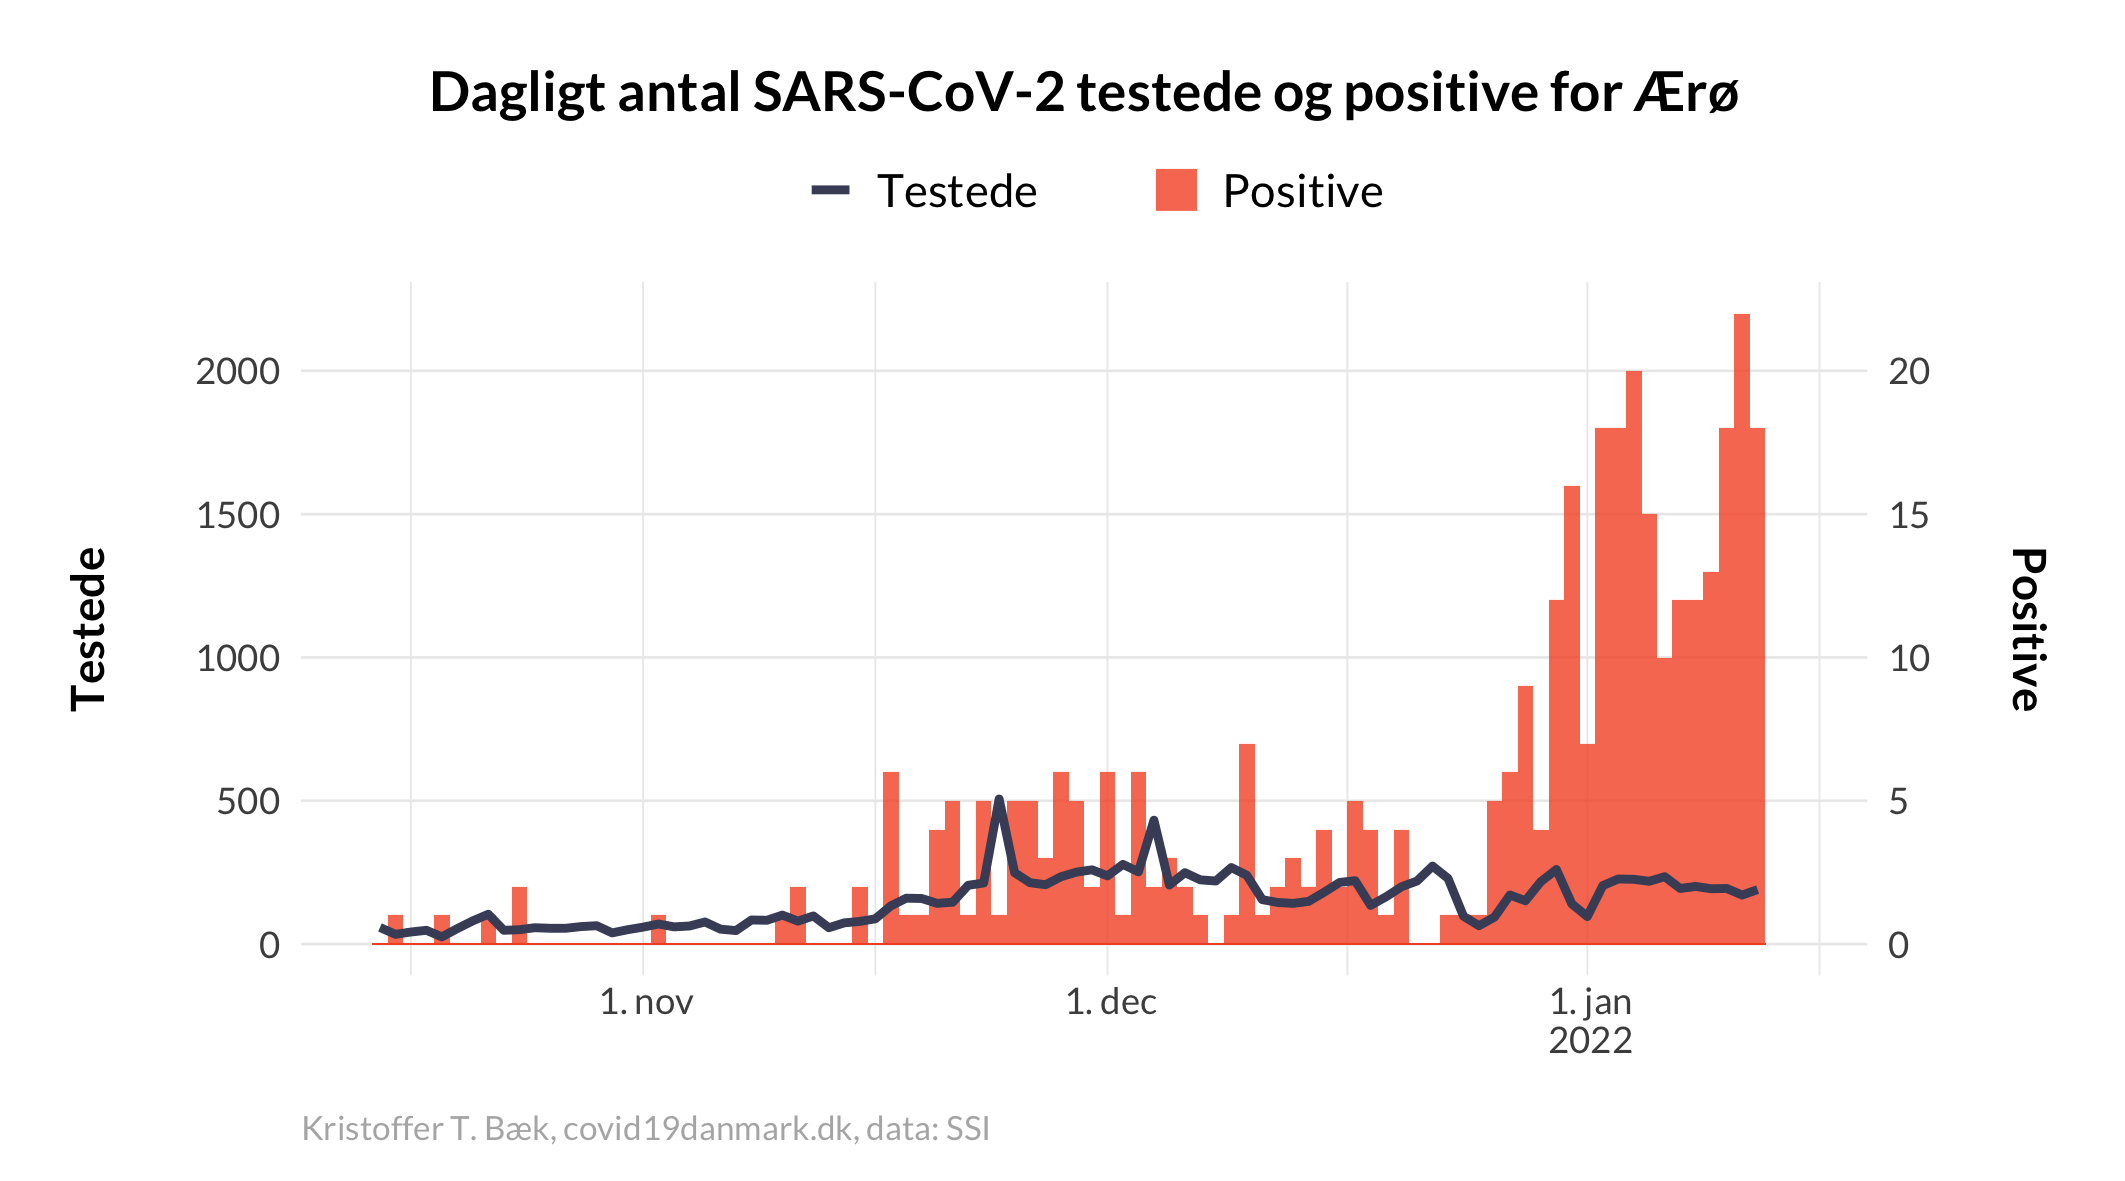 Dagligt antal SARS-CoV-2 testede og positive for Ærø
Testede
Positive
2000
1500
1000
500
0
Testede
20
15
10
5
0
Positive
1. nov
1. dec
1. jan
2022
Kristoffer T. Bæk, covid19danmark.dk, data: SSI